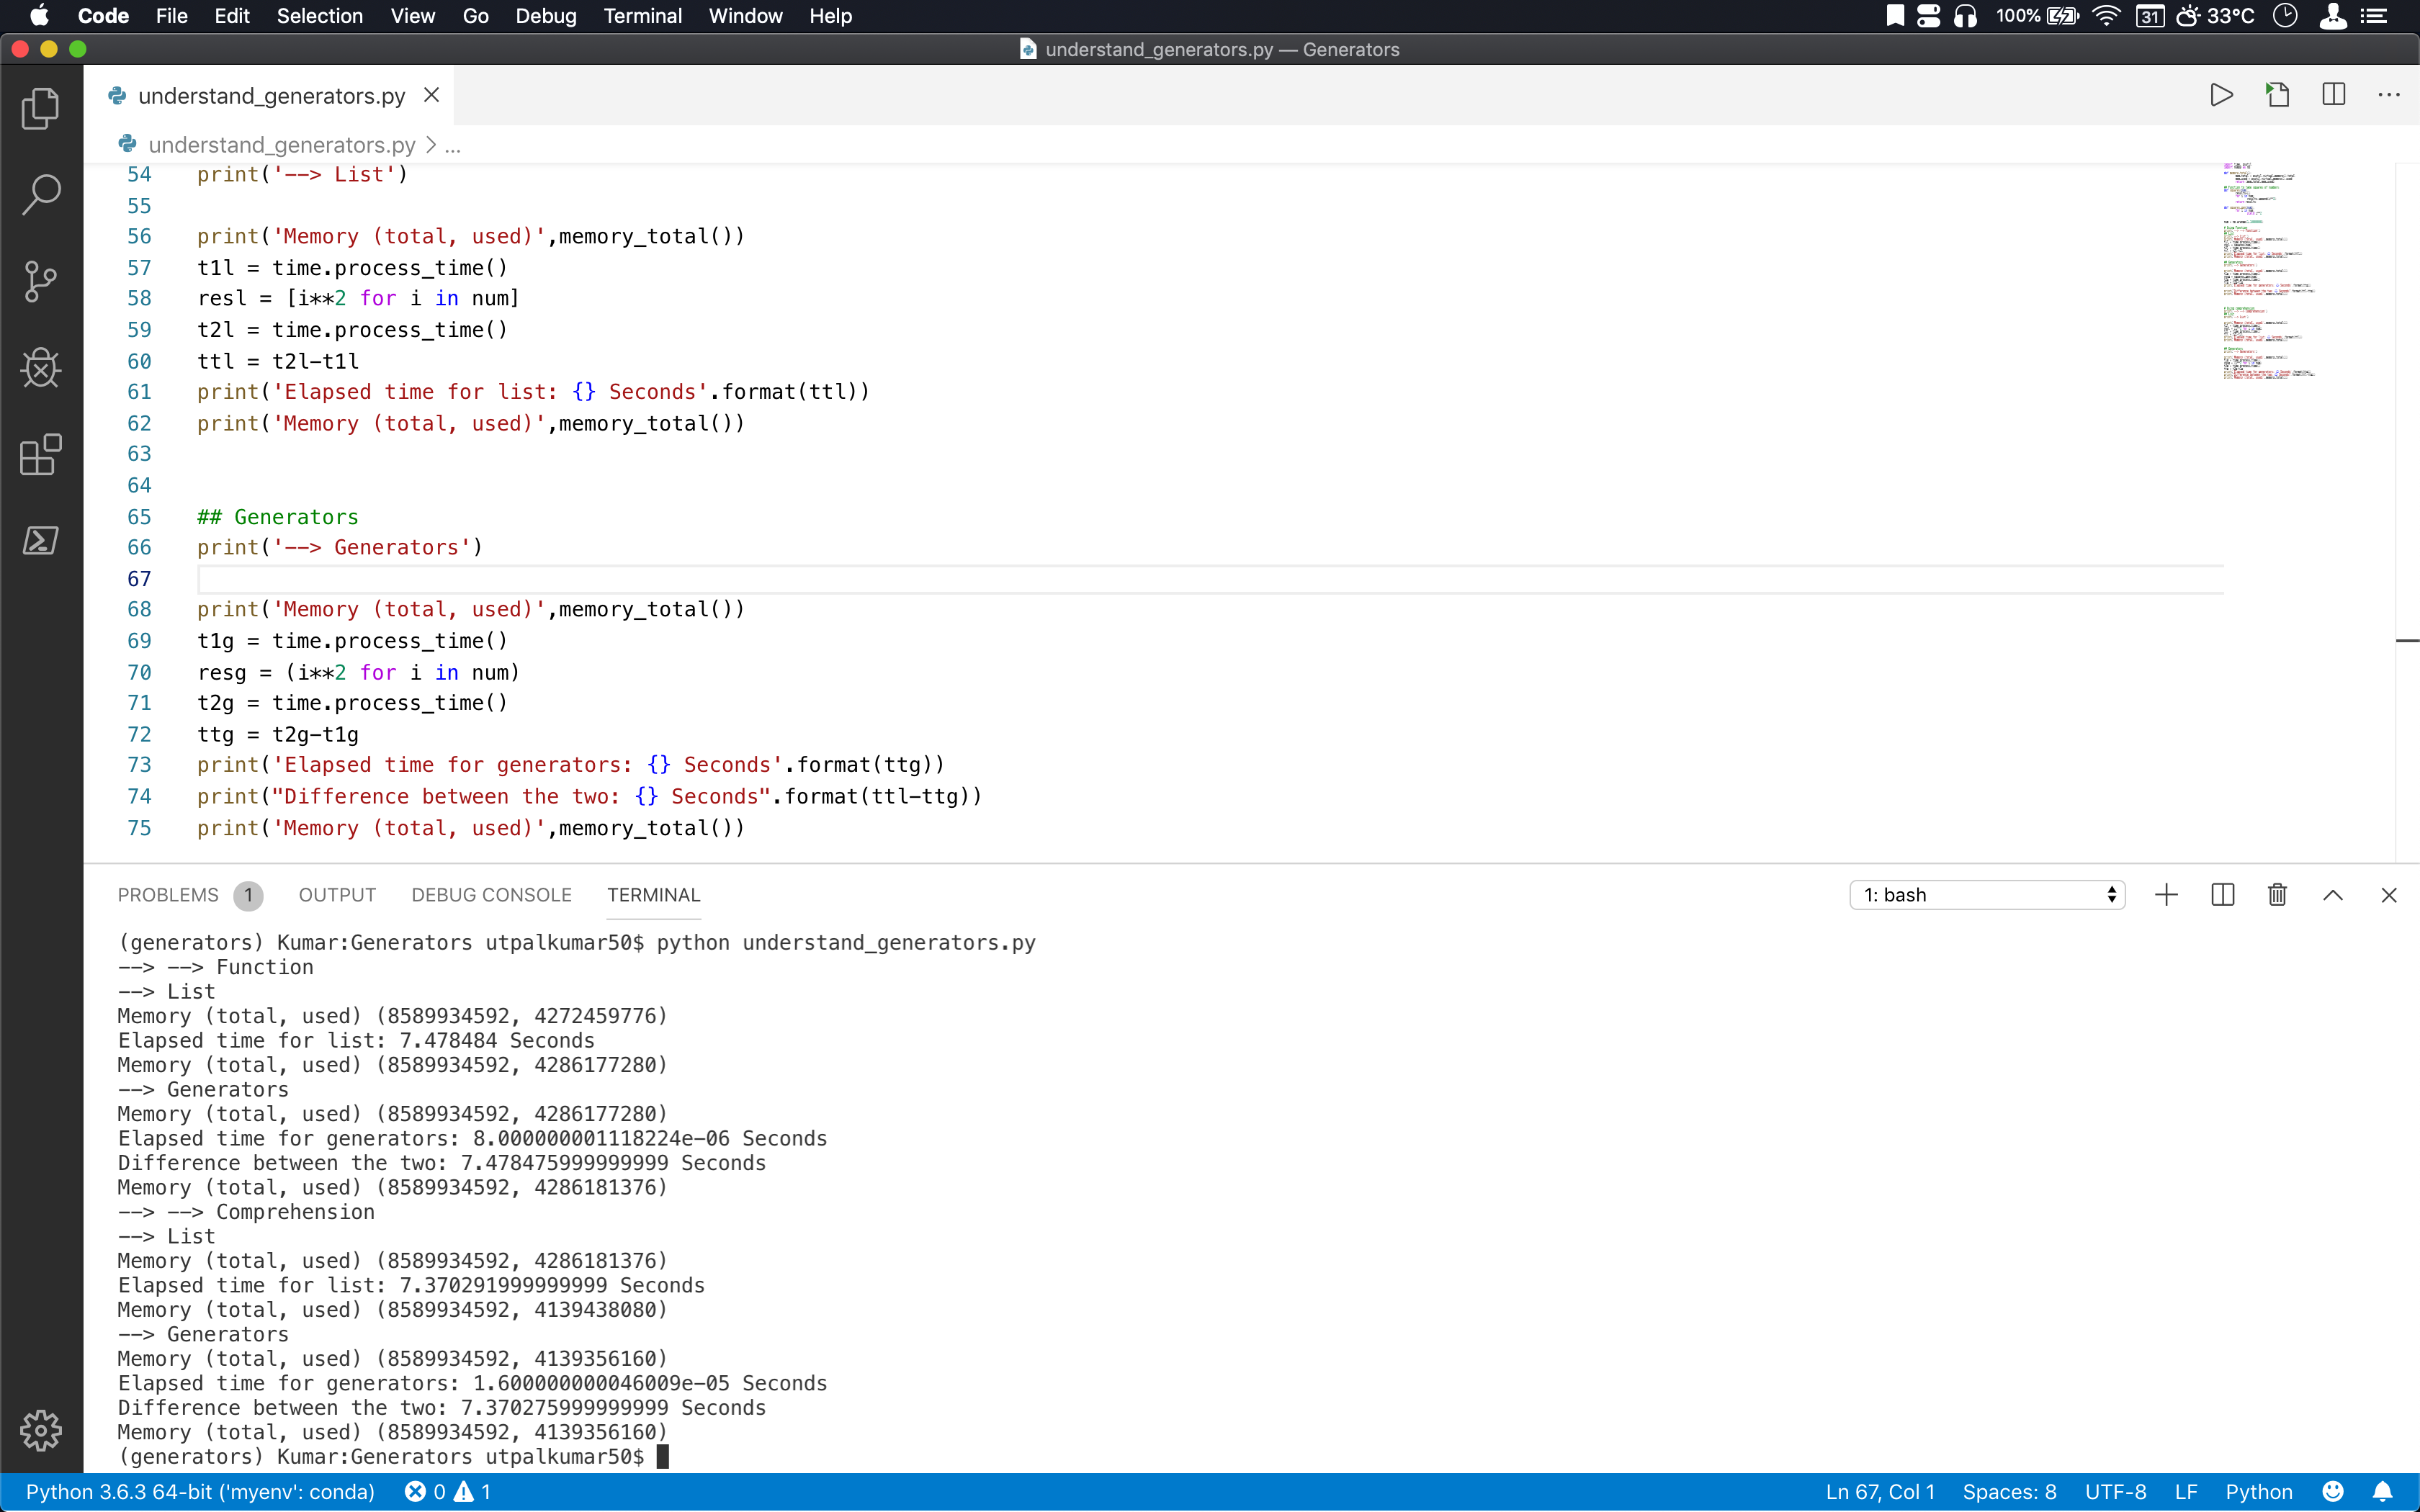 Code File Edit Selection View Go Debug Terminal Window Help 100% 31 33°C
understand_generators.py — Generators
understand_generators.py
understand_generators.py > ...
54 print('--> List')
55
56 print('Memory (total, used)',memory_total())
57 t1l = time.process_time()
58 resl = [i**2 for i in num]
59 t2l = time.process_time()
60 ttl = t2l-t1l
61 print('Elapsed time for list: {} Seconds'.format(ttl))
62 print('Memory (total, used)',memory_total())
63
64
65 ## Generators
66 print('--> Generators')
67
68 print('Memory (total, used)',memory_total())
69 t1g = time.process_time()
70 resg = (i**2 for i in num)
71 t2g = time.process_time()
72 ttg = t2g-t1g
73 print('Elapsed time for generators: {} Seconds'.format(ttg))
74 print("Difference between the two: {} Seconds".format(ttl-ttg))
75 print('Memory (total, used)',memory_total())
PROBLEMS 1 OUTPUT DEBUG CONSOLE TERMINAL 1: bash
(generators) Kumar:Generators utpalkumar50$ python understand_generators.py
--> --> Function
--> List
Memory (total, used) (8589934592, 4272459776)
Elapsed time for list: 7.478484 Seconds
Memory (total, used) (8589934592, 4286177280)
--> Generators
Memory (total, used) (8589934592, 4286177280)
Elapsed time for generators: 8.000000001118224e-06 Seconds
Difference between the two: 7.478475999999999 Seconds
Memory (total, used) (8589934592, 4286181376)
--> --> Comprehension
--> List
Memory (total, used) (8589934592, 4286181376)
Elapsed time for list: 7.370291999999999 Seconds
Memory (total, used) (8589934592, 4139438080)
--> Generators
Memory (total, used) (8589934592, 4139356160)
Elapsed time for generators: 1.600000000046009e-05 Seconds
Difference between the two: 7.370275999999999 Seconds
Memory (total, used) (8589934592, 4139356160)
(generators) Kumar:Generators utpalkumar50$
Python 3.6.3 64-bit ('myenv': conda) 0 1 Ln 67, Col 1 Spaces: 8 UTF-8 LF Python